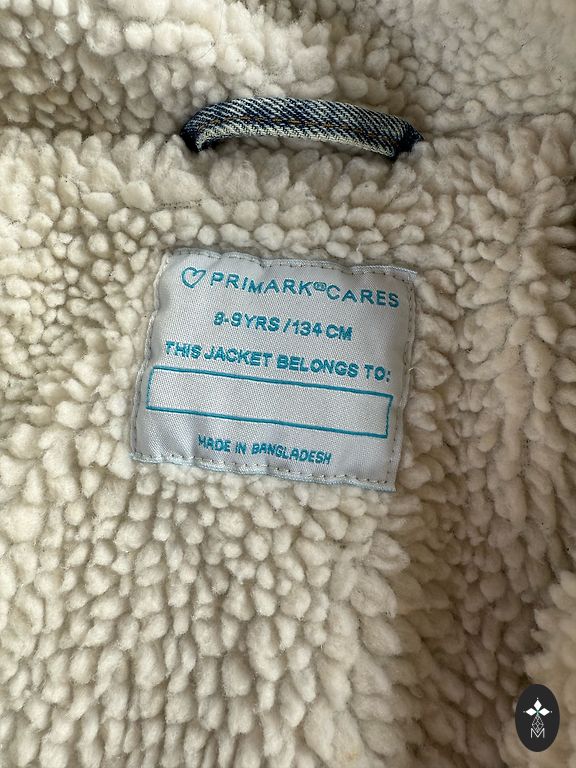 ♡ PRIMARK® CARES
8-9YRS/134CM
THIS JACKET BELONGS TO:
MADE IN BANGLADESH
M